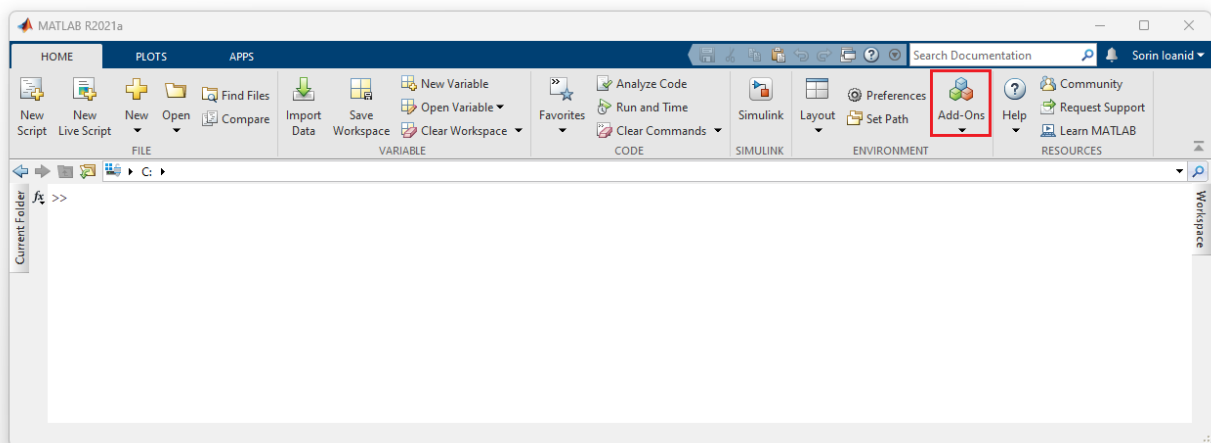 MATLAB R2021a
HOME PLOTS APPS Search Documentation Sorin Ioanid
New Script
New Live Script
New
Open
Find Files
Compare
FILE
Import Data
Save Workspace
New Variable
Open Variable
Clear Workspace
VARIABLE
Favorites
Analyze Code
Run and Time
Clear Commands
CODE
Simulink
SIMULINK
Layout
Preferences
Set Path
Add-Ons
ENVIRONMENT
Help
Community
Request Support
Learn MATLAB
RESOURCES
C:
Current Folder
fx >>
Workspace